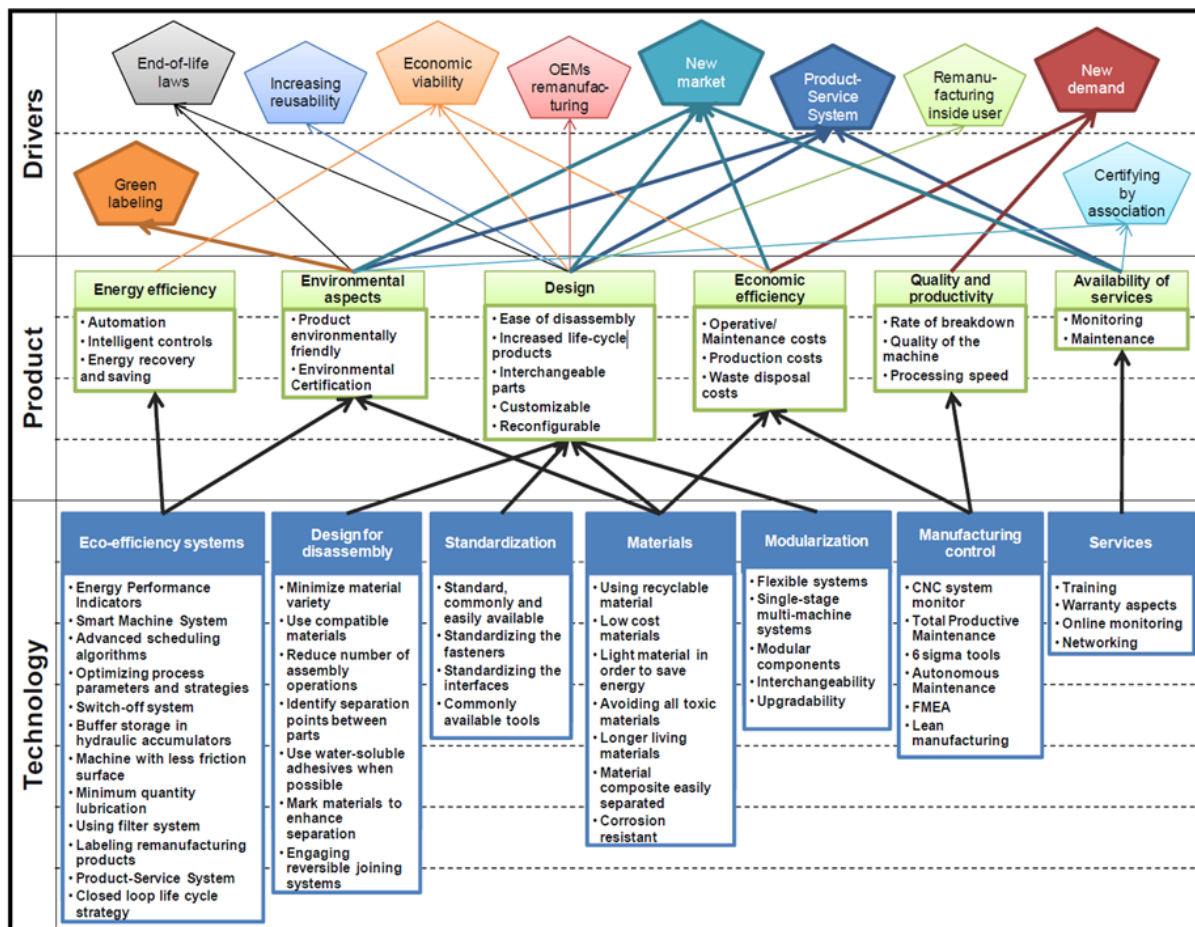 Drivers
End-of-life
laws
Increasing
reusability
Economic
viability
OEMs
remanufac-
turing
New
market
Product-
Service
System
Remanu-
facturing
inside user
New
demand
Green
labeling
Certifying
by
association
Product
Energy efficiency
• Automation
• Intelligent controls
• Energy recovery
and saving
Environmental
aspects
• Product
environmentally
friendly
• Environmental
Certification
Design
• Ease of disassembly
• Increased life-cycle
products
• Interchangeable
parts
• Customizable
• Reconfigurable
Economic
efficiency
• Operative/
Maintenance costs
• Production costs
• Waste disposal
costs
Quality and
productivity
• Rate of breakdown
• Quality of the
machine
• Processing speed
Availability of
services
• Monitoring
• Maintenance
Technology
Eco-efficiency systems
• Energy Performance
Indicators
• Smart Machine System
• Advanced scheduling
algorithms
• Optimizing process
parameters and strategies
• Switch-off system
• Buffer storage in
hydraulic accumulators
• Machine with less friction
surface
• Minimum quantity
lubrication
• Using filter system
• Labeling remanufacturing
products
• Product-Service System
• Closed loop life cycle
strategy
Design for
disassembly
• Minimize material
variety
• Use compatible
materials
• Reduce number of
assembly
operations
• Identify separation
points between
parts
• Use water-soluble
adhesives when
possible
• Mark materials to
enhance
separation
• Engaging
reversible joining
systems
Standardization
• Standard,
commonly and
easily available
• Standardizing the
fasteners
• Standardizing the
interfaces
• Commonly
available tools
Materials
• Using recyclable
material
• Low cost
materials
• Light material in
order to save
energy
• Avoiding all toxic
materials
• Longer living
materials
• Material
composite easily
separated
• Corrosion
resistant
Modularization
• Flexible systems
• Single-stage
multi-machine
systems
• Modular
components
• Interchangeability
• Upgradability
Manufacturing
control
• CNC system
monitor
• Total Productive
Maintenance
• 6 sigma tools
• Autonomous
Maintenance
• FMEA
• Lean
manufacturing
Services
• Training
• Warranty aspects
• Online monitoring
• Networking